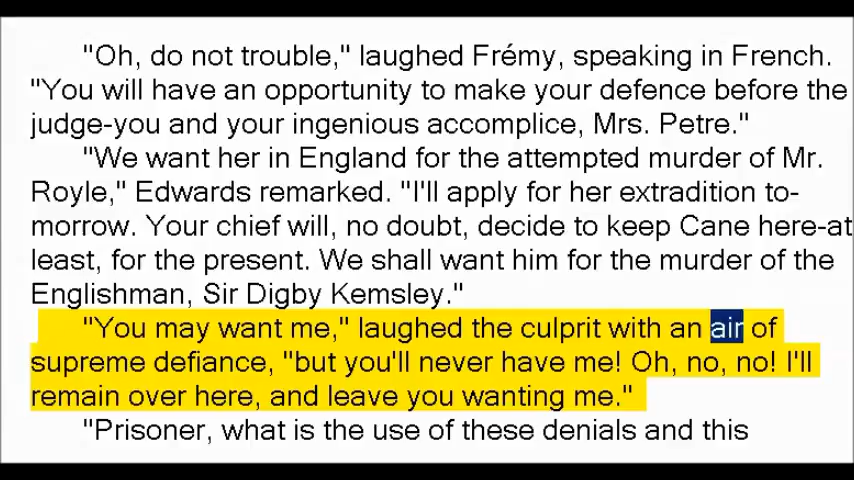 "Oh, do not trouble," laughed Frémy, speaking in French.
"You will have an opportunity to make your defence before the
judge-you and your ingenious accomplice, Mrs. Petre."
"We want her in England for the attempted murder of Mr.
Royle," Edwards remarked. "I'll apply for her extradition to-
morrow. Your chief will, no doubt, decide to keep Cane here-at
least, for the present. We shall want him for the murder of the
Englishman, Sir Digby Kemsley."
"You may want me," laughed the culprit with an air of
supreme defiance, "but you'll never have me! Oh, no, no! I'll
remain over here, and leave you wanting me."
"Prisoner, what is the use of these denials and this